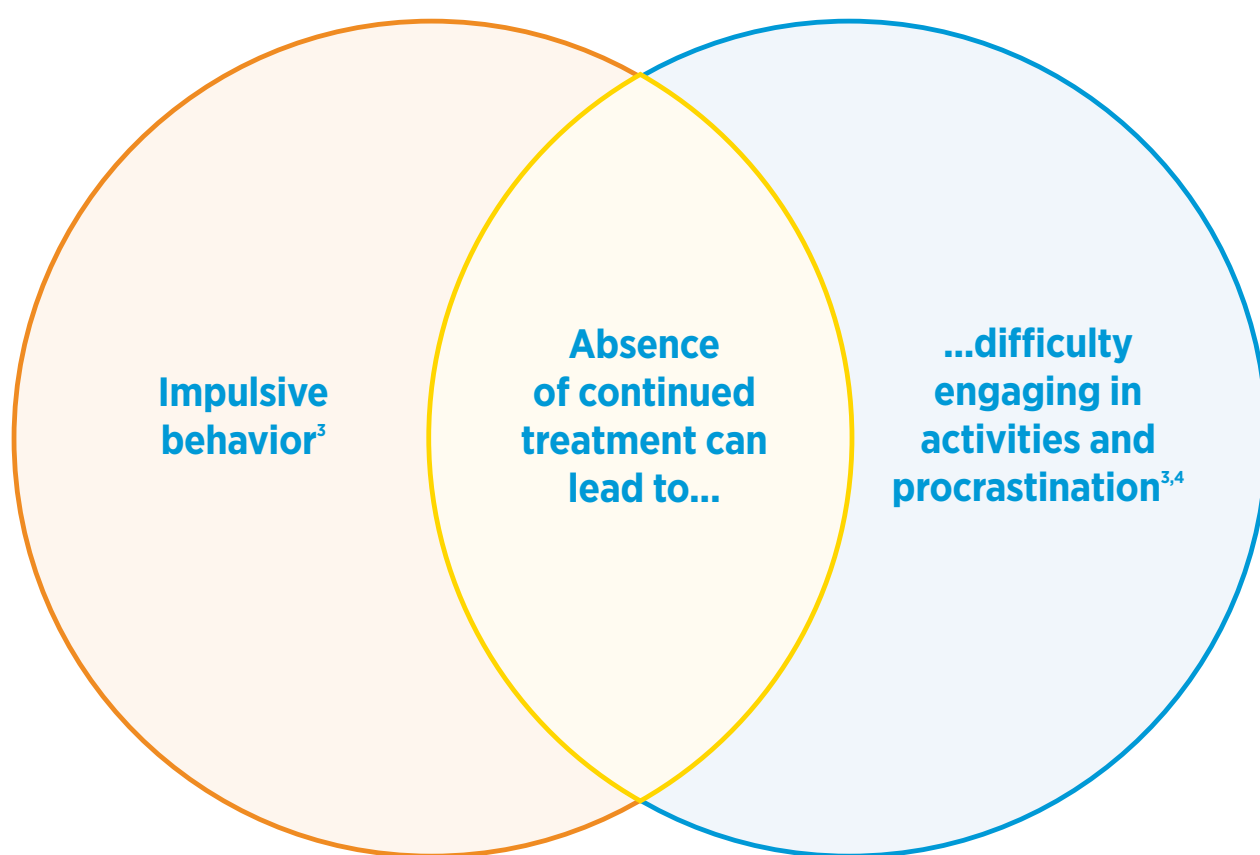 Impulsive
behavior³
Absence
of continued
treatment can
lead to...
...difficulty
engaging in
activities and
procrastination³,⁴